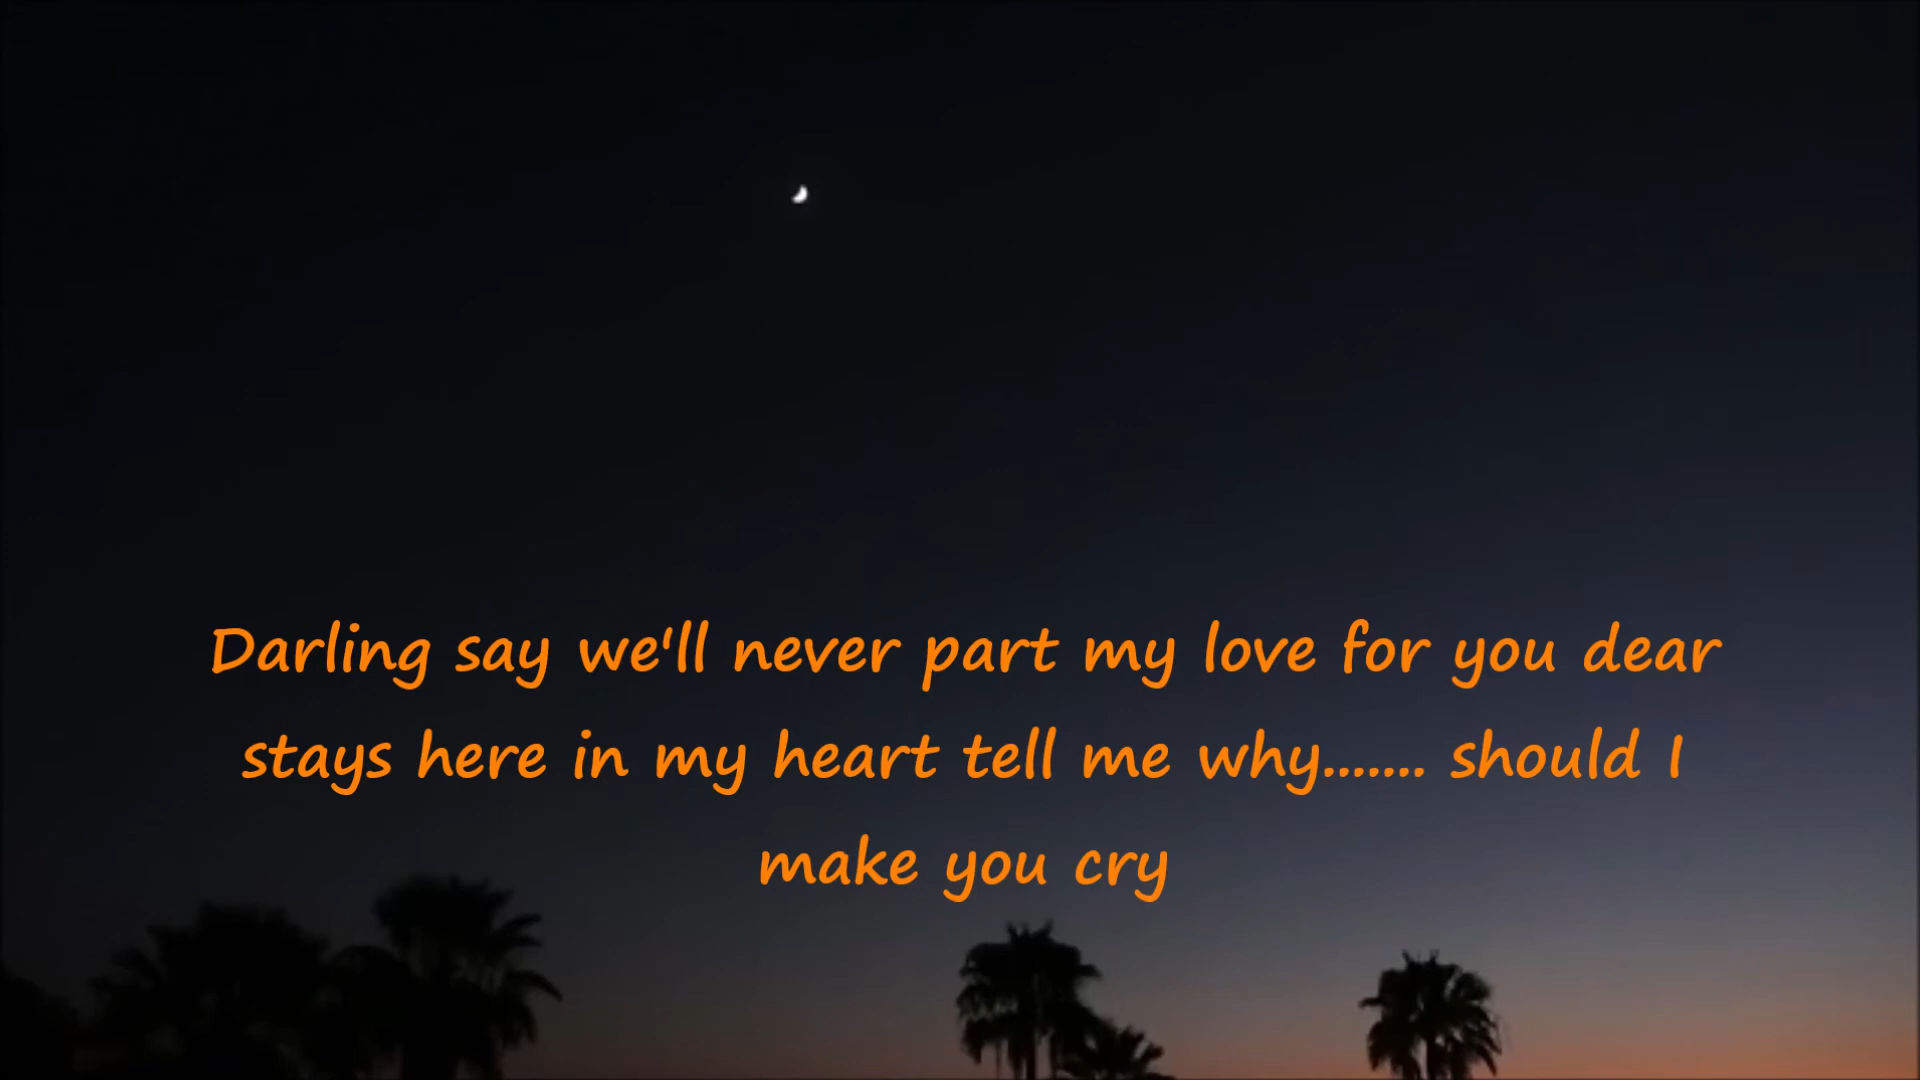 Darling say we'll never part my love for you dear
stays here in my heart tell me why....... should I
make you cry